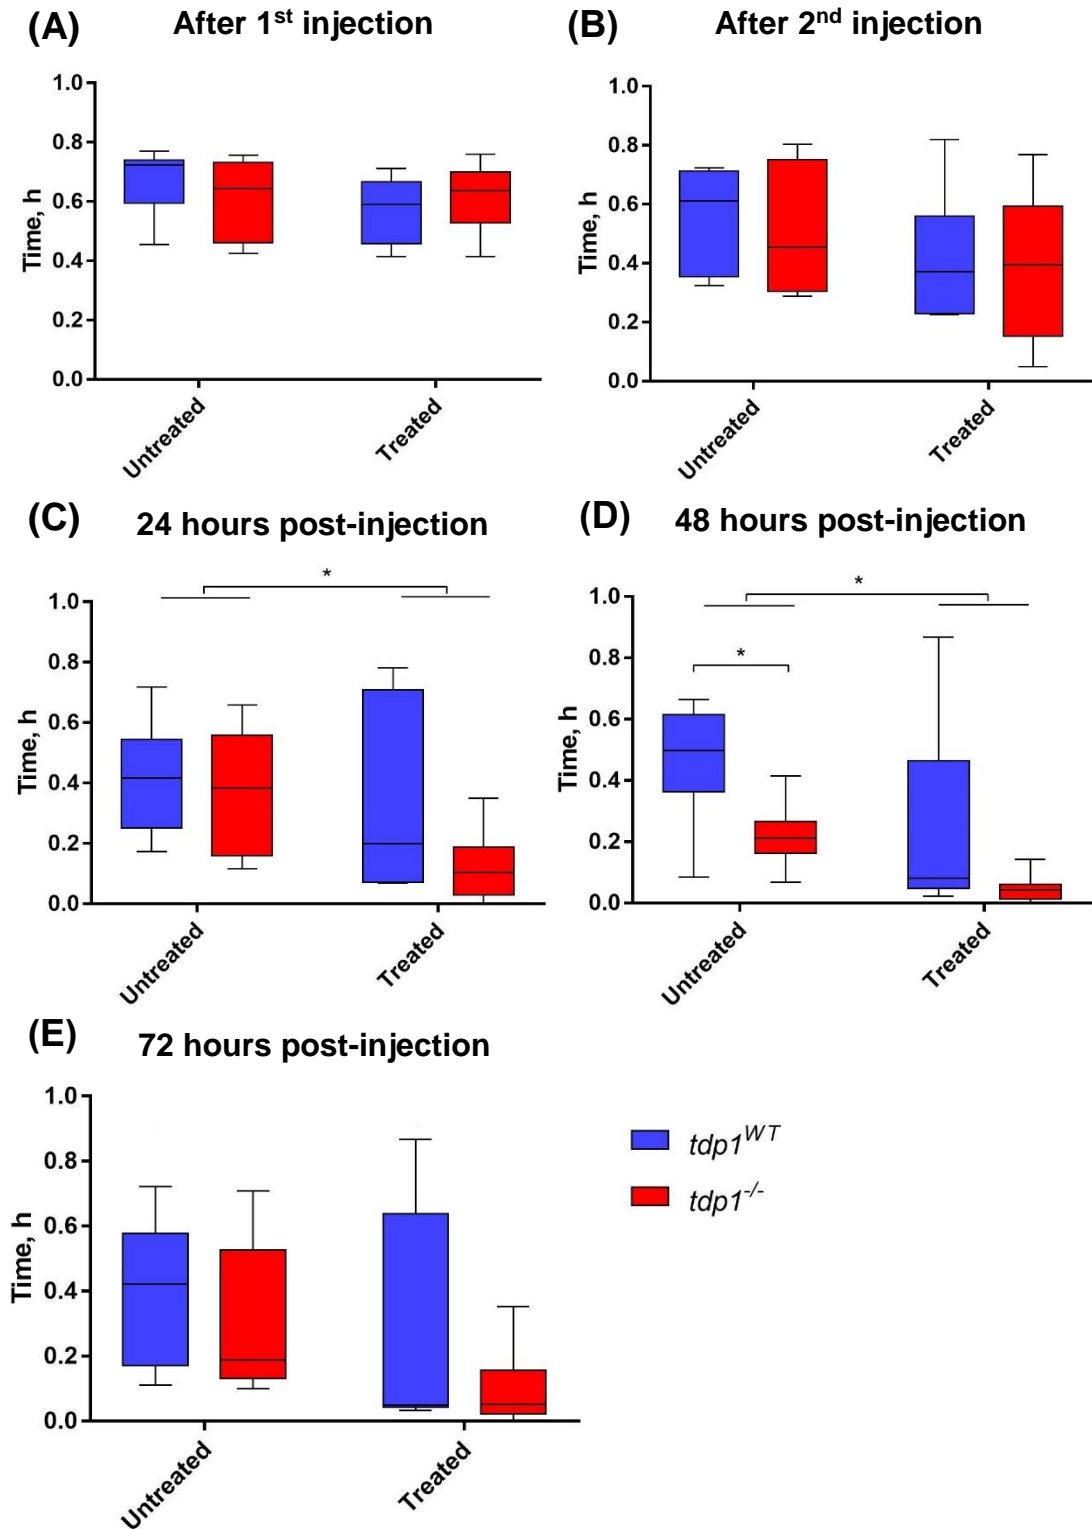 (A) After 1st injection
Time, h
1.0
0.8
0.6
0.4
0.2
0.0
Untreated
Treated
(B) After 2nd injection
Time, h
1.0
0.8
0.6
0.4
0.2
0.0
Untreated
Treated
(C) 24 hours post-injection
*
Time, h
1.0
0.8
0.6
0.4
0.2
0.0
Untreated
Treated
(D) 48 hours post-injection
*
*
Time, h
1.0
0.8
0.6
0.4
0.2
0.0
Untreated
Treated
(E) 72 hours post-injection
Time, h
1.0
0.8
0.6
0.4
0.2
0.0
Untreated
Treated
tdp1WT
tdp1-/-